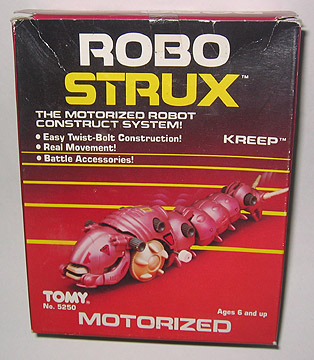 ROBO
STRUX™
THE MOTORIZED ROBOT
CONSTRUCT SYSTEM!
• Easy Twist-Bolt Construction!
• Real Movement!
• Battle Accessories!
KREEP™
TOMY®
No. 5250
Ages 6 and up
MOTORIZED